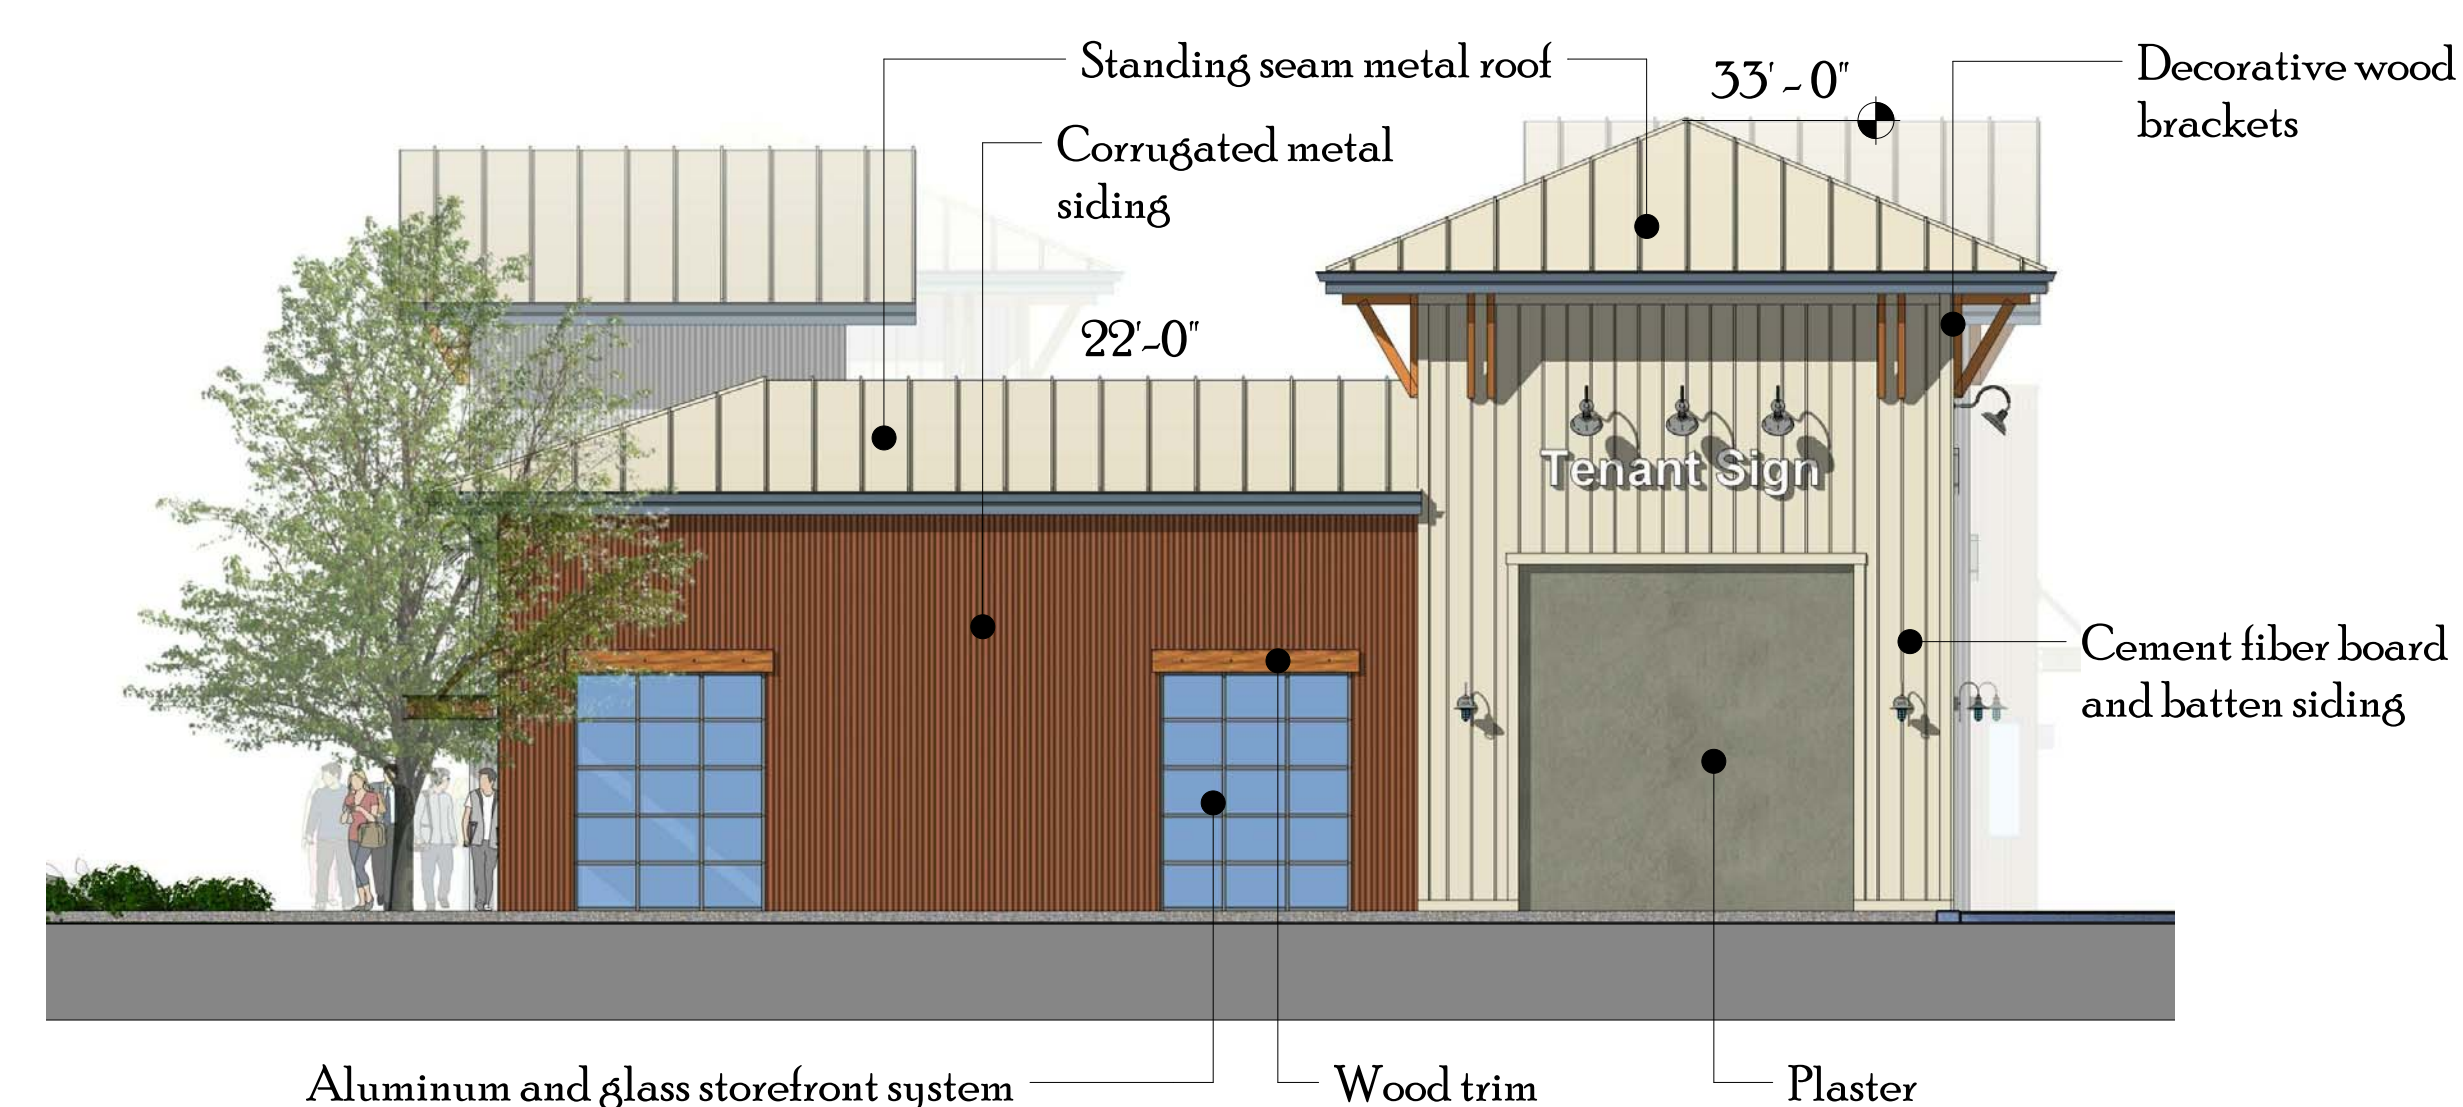 Standing seam metal roof
33'-0"
Decorative wood
brackets
Corrugated metal
siding
22'-0"
Tenant Sign
Cement fiber board
and batten siding
Aluminum and glass storefront system
Wood trim
Plaster